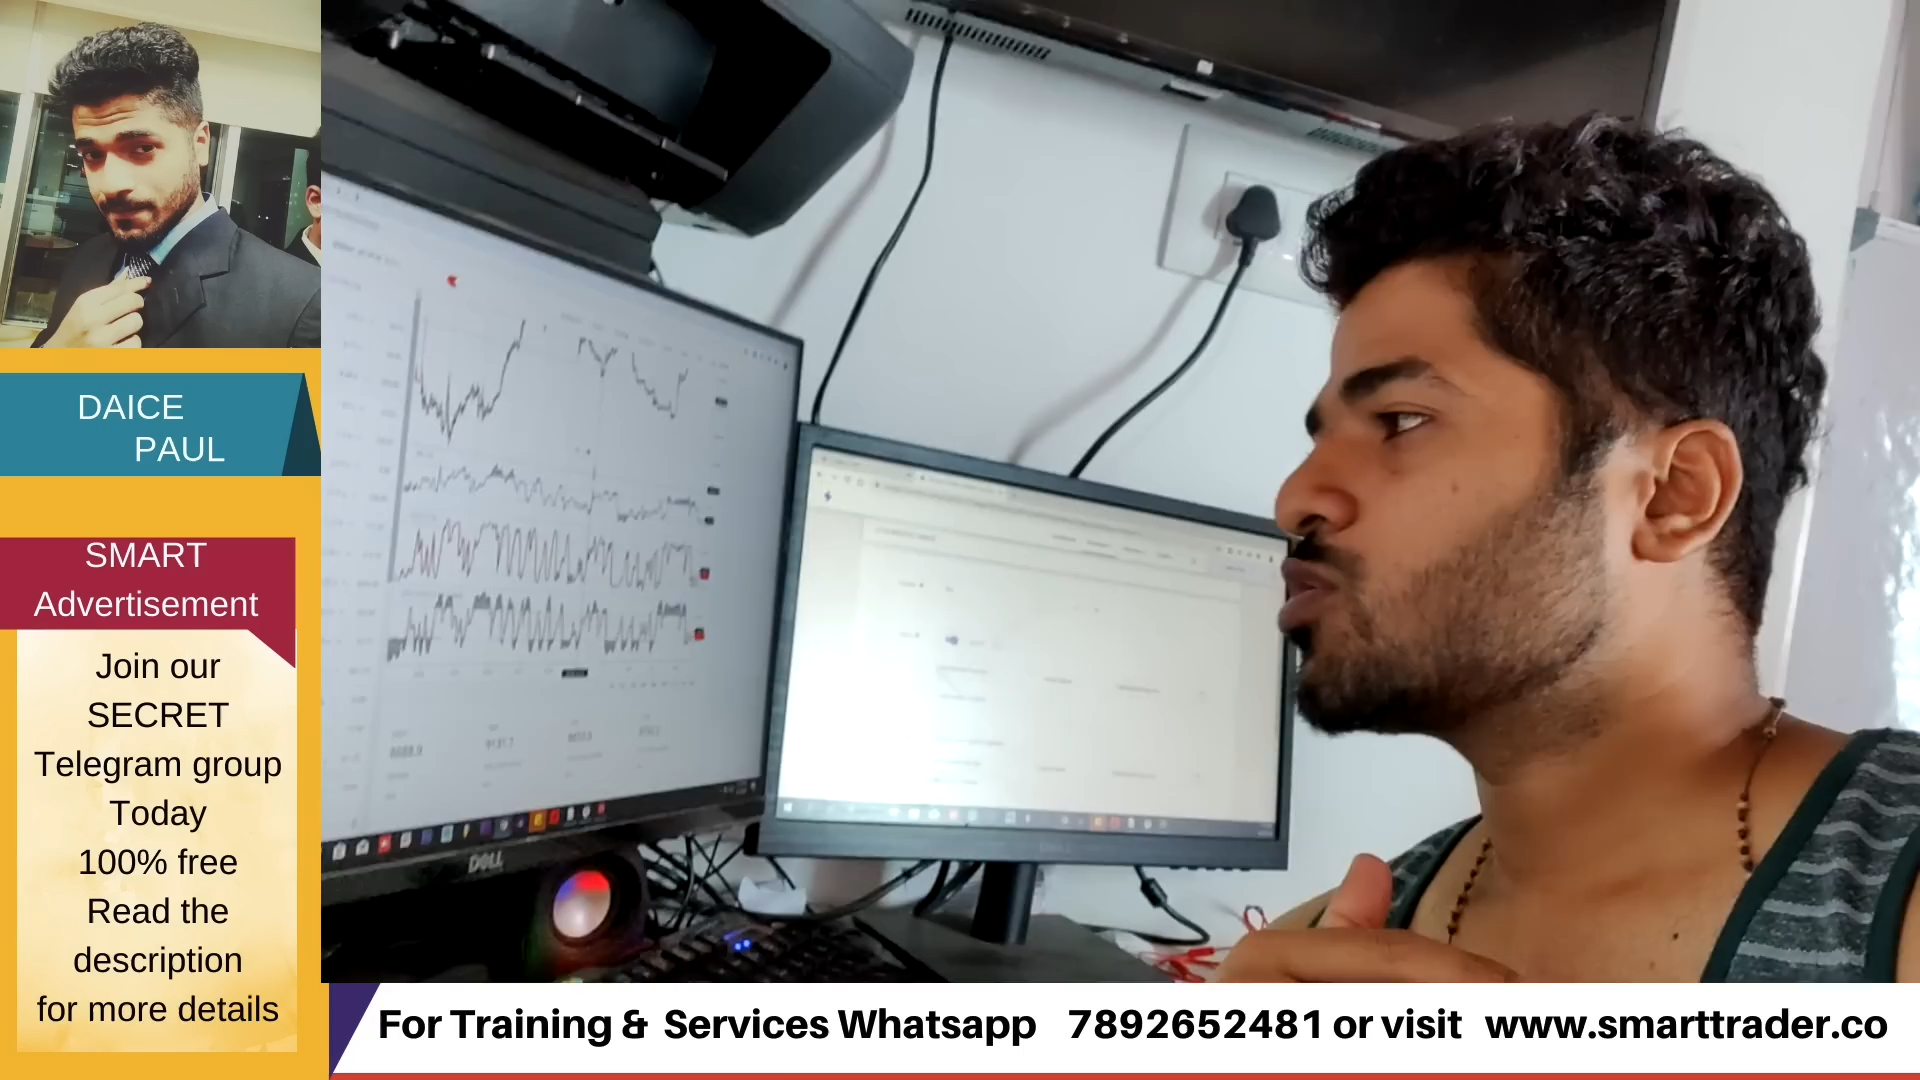 DAICE
PAUL
SMART
Advertisement
Join our
SECRET
Telegram group
Today
100% free
Read the
description
for more details
DELL
For Training & Services Whatsapp 7892652481 or visit www.smarttrader.co